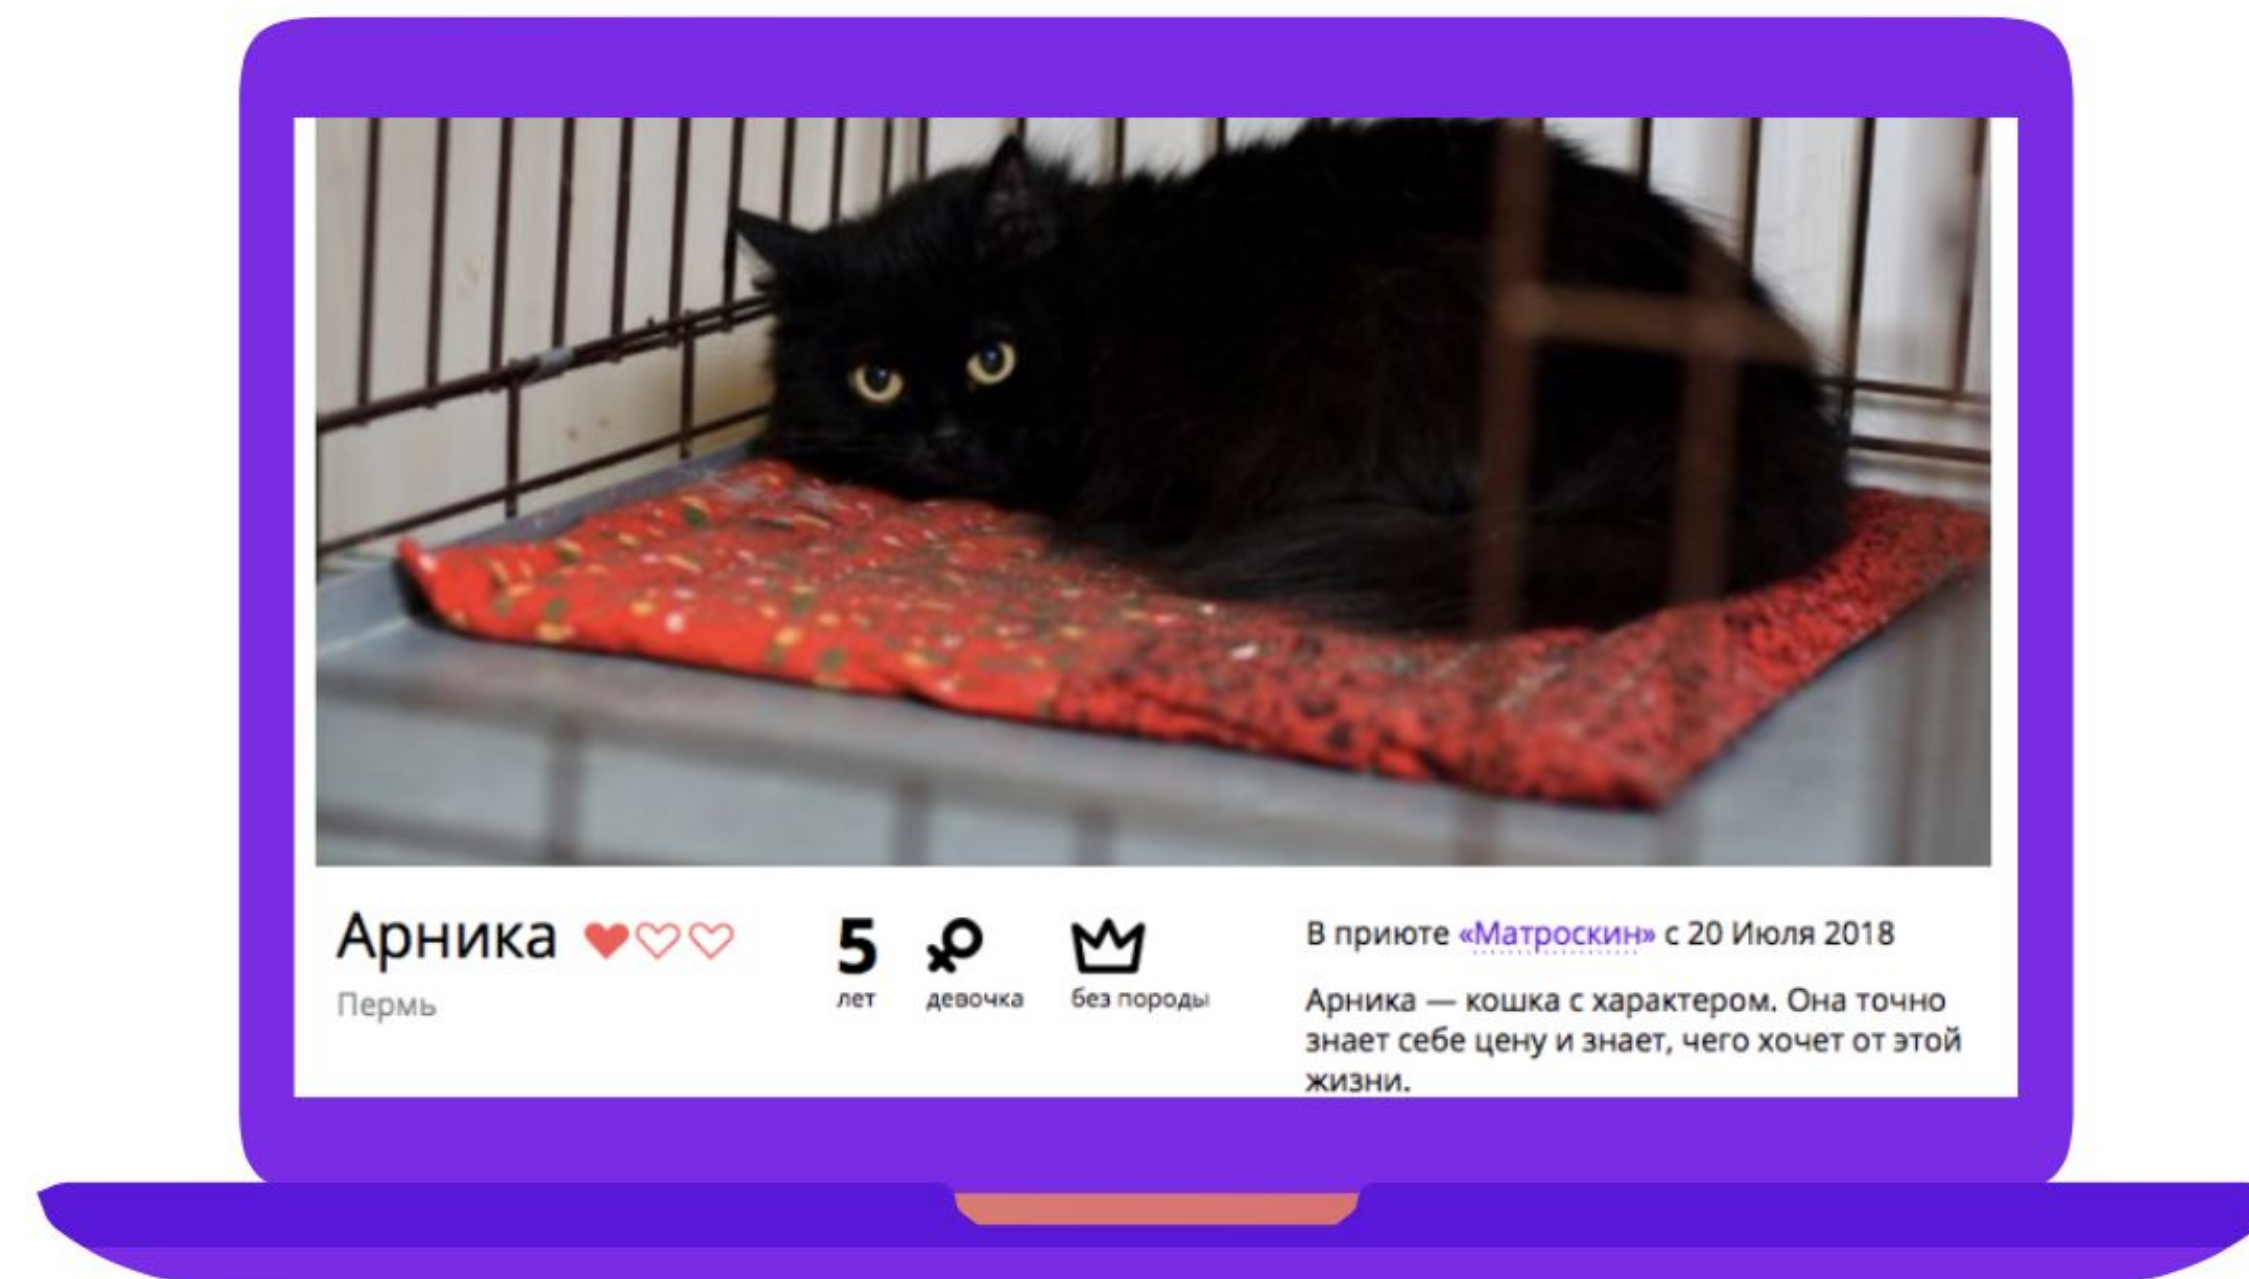 Арника
Пермь
5
лет
девочка
без породы
В приюте «Матроскин» с 20 Июля 2018
Арника — кошка с характером. Она точно
знает себе цену и знает, чего хочет от этой
жизни.